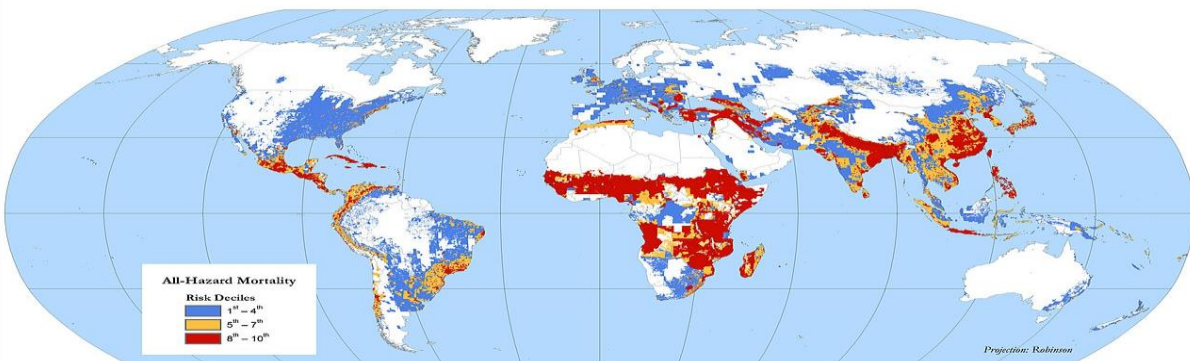 All-Hazard Mortality
Risk Deciles
1st – 4th
5th – 7th
8th – 10th
Projection: Robinson